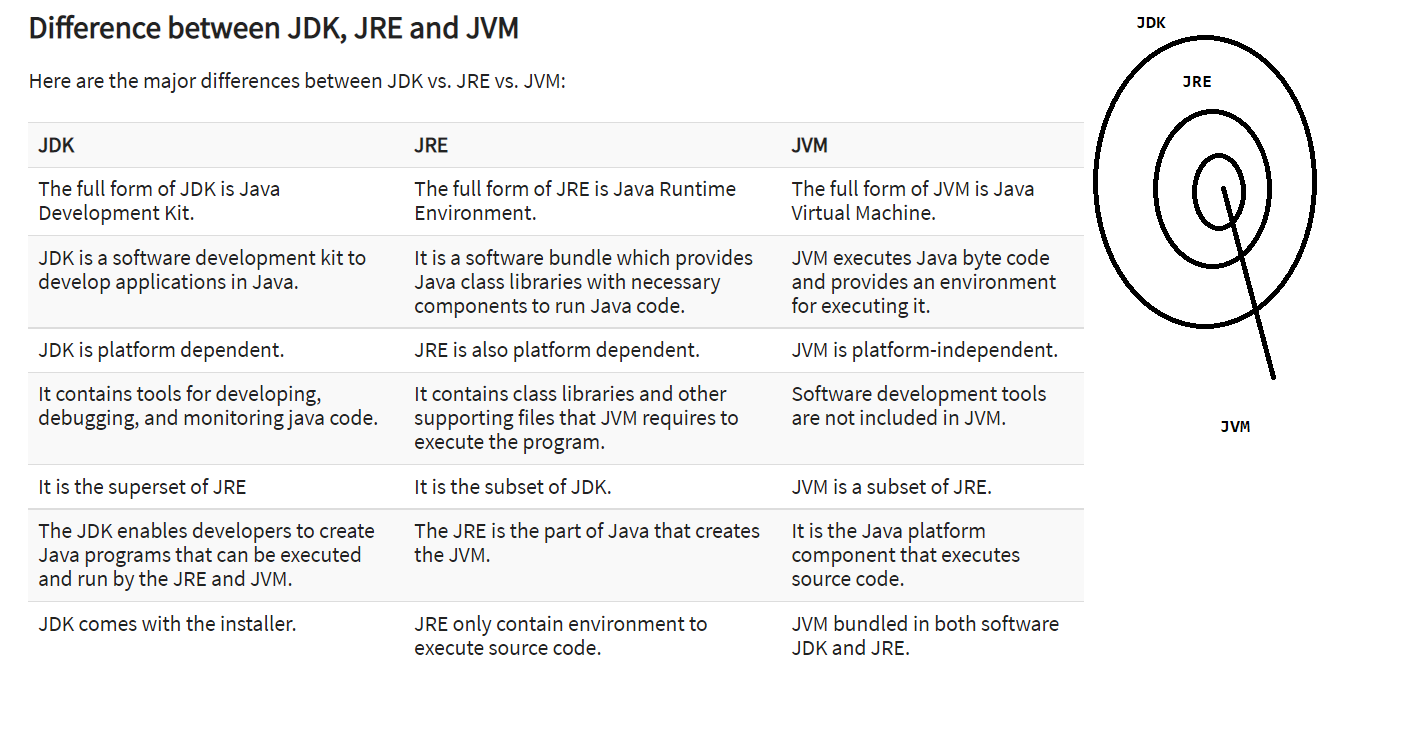 Difference between JDK, JRE and JVM
Here are the major differences between JDK vs. JRE vs. JVM:
JDK
JRE
JVM
The full form of JDK is Java
Development Kit.
The full form of JRE is Java Runtime
Environment.
The full form of JVM is Java
Virtual Machine.
JDK is a software development kit to
develop applications in Java.
It is a software bundle which provides
Java class libraries with necessary
components to run Java code.
JVM executes Java byte code
and provides an environment
for executing it.
JDK is platform dependent.
JRE is also platform dependent.
JVM is platform-independent.
It contains tools for developing,
debugging, and monitoring java code.
It contains class libraries and other
supporting files that JVM requires to
execute the program.
Software development tools
are not included in JVM.
It is the superset of JRE
It is the subset of JDK.
JVM is a subset of JRE.
The JDK enables developers to create
Java programs that can be executed
and run by the JRE and JVM.
The JRE is the part of Java that creates
the JVM.
It is the Java platform
component that executes
source code.
JDK comes with the installer.
JRE only contain environment to
execute source code.
JVM bundled in both software
JDK and JRE.
JDK
JRE
JVM